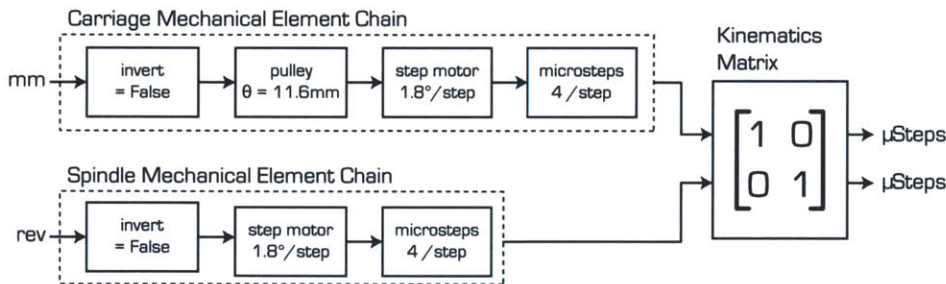 Carriage Mechanical Element Chain
mm
invert
= False
pulley
θ = 11.6mm
step motor
1.8°/step
microsteps
4 /step
Spindle Mechanical Element Chain
rev
invert
= False
step motor
1.8°/step
microsteps
4 /step
Kinematics
Matrix
1 0
0 1
µSteps
µSteps